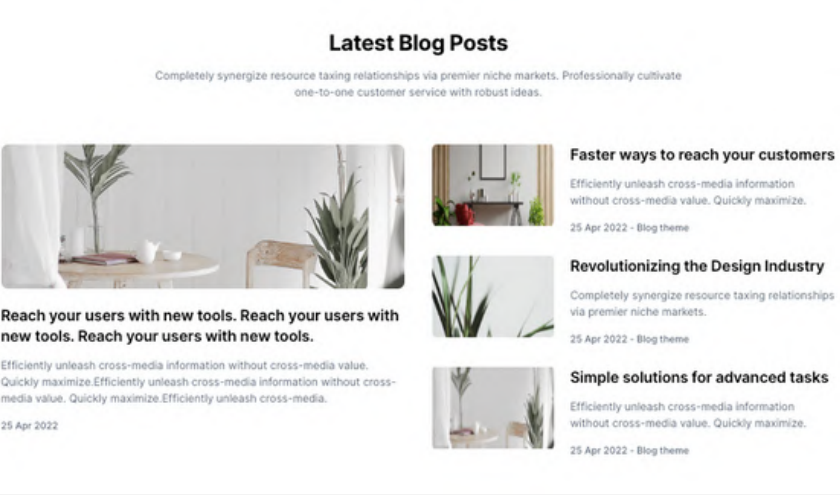 Latest Blog Posts
Completely synergize resource taxing relationships via premier niche markets. Professionally cultivate
one-to-one customer service with robust ideas.
Reach your users with new tools. Reach your users with
new tools. Reach your users with new tools.
Efficiently unleash cross-media information without cross-media value.
Quickly maximize.Efficiently unleash cross-media information without cross-
media value. Quickly maximize.Efficiently unleash cross-media.
25 Apr 2022
Faster ways to reach your customers
Efficiently unleash cross-media information
without cross-media value. Quickly maximize.
25 Apr 2022 - Blog theme
Revolutionizing the Design Industry
Completely synergize resource taxing relationships
via premier niche markets.
25 Apr 2022 - Blog theme
Simple solutions for advanced tasks
Efficiently unleash cross-media information
without cross-media value. Quickly maximize.
25 Apr 2022 - Blog theme